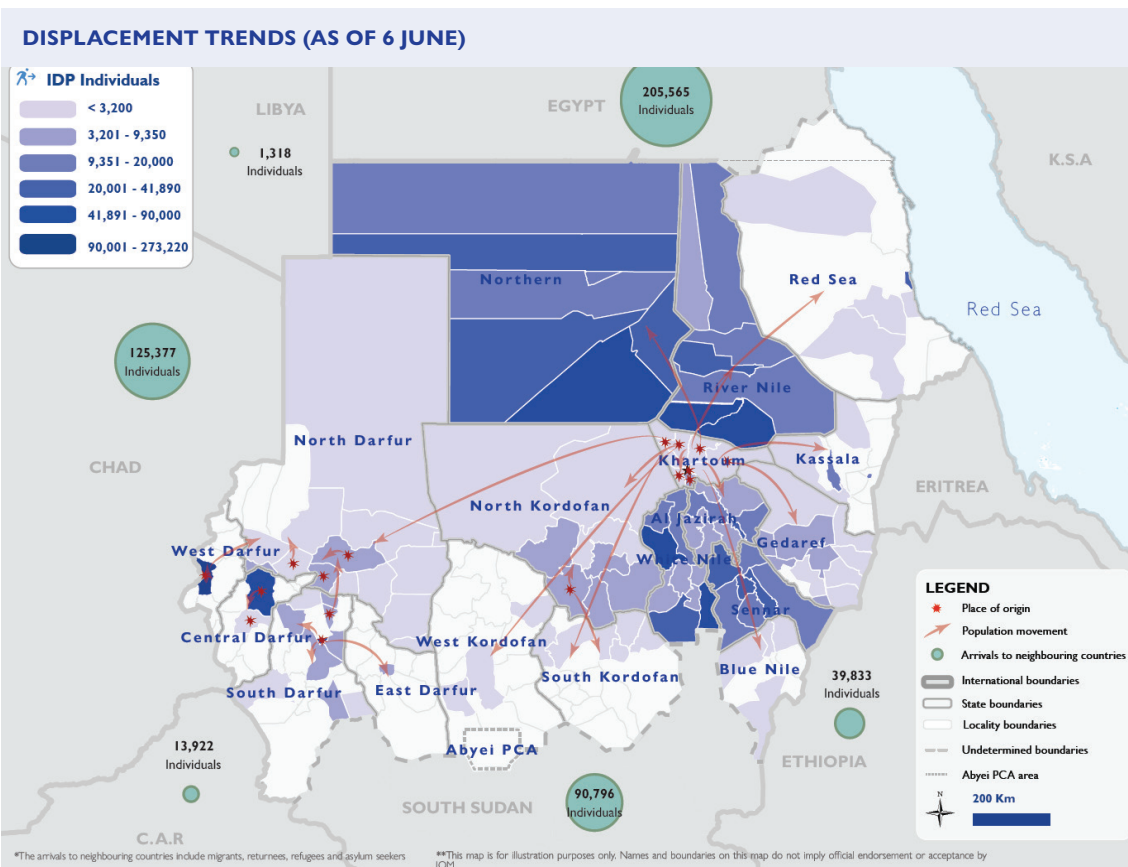 DISPLACEMENT TRENDS (AS OF 6 JUNE)
IDP Individuals
< 3,200
3,201 - 9,350
9,351 - 20,000
20,001 - 41,890
41,891 - 90,000
90,001 - 273,220
LIBYA
1,318
Individuals
EGYPT
205,565
Individuals
K.S.A
Northern
Red Sea
Red Sea
125,377
Individuals
River Nile
CHAD
North Darfur
Khartoum
Kassala
ERITREA
North Kordofan
Al Jazirah
Gedaref
West Darfur
White Nile
Sennar
Central Darfur
West Kordofan
South Kordofan
Blue Nile
South Darfur
East Darfur
39,833
Individuals
Abyei PCA
ETHIOPIA
13,922
Individuals
SOUTH SUDAN
90,796
Individuals
C.A.R
LEGEND
Place of origin
Population movement
Arrivals to neighbouring countries
International boundaries
State boundaries
Locality boundaries
Undetermined boundaries
Abyei PCA area
N
200 Km
*The arrivals to neighbouring countries include migrants, returnees, refugees and asylum seekers
**This map is for illustration purposes only. Names and boundaries on this map do not imply official endorsement or acceptance by
IOM.